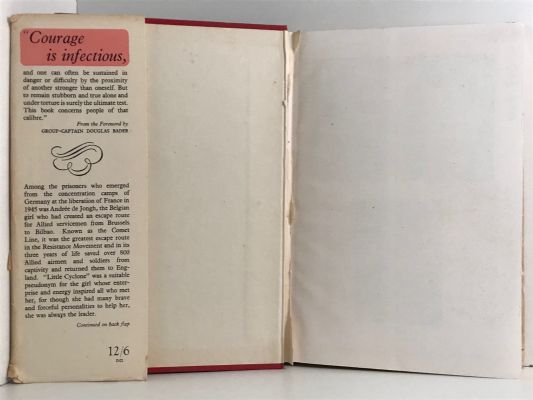 "Courage
is infectious,
and one can often be sustained in
danger or difficulty by the proximity
of another stronger than oneself. But
to remain stubborn and true alone and
under torture is surely the ultimate test.
This book concerns people of that
calibre."
From the Foreword by
GROUP-CAPTAIN DOUGLAS BADER
Among the prisoners who emerged
from the concentration camps of
Germany at the liberation of France in
1945 was Andrée de Jongh, the Belgian
girl who had created an escape route
for Allied servicemen from Brussels
to Bilbao. Known as the Comet
Line, it was the greatest escape route
in the Resistance Movement and in its
three years of life saved over 800
Allied airmen and soldiers from
captivity and returned them to Eng-
land. "Little Cyclone" was a suitable
pseudonym for the girl whose enter-
prise and energy inspired all who met
her, for though she had many brave
and forceful personalities to help her,
she was always the leader.
Continued on back flap
12/6
net